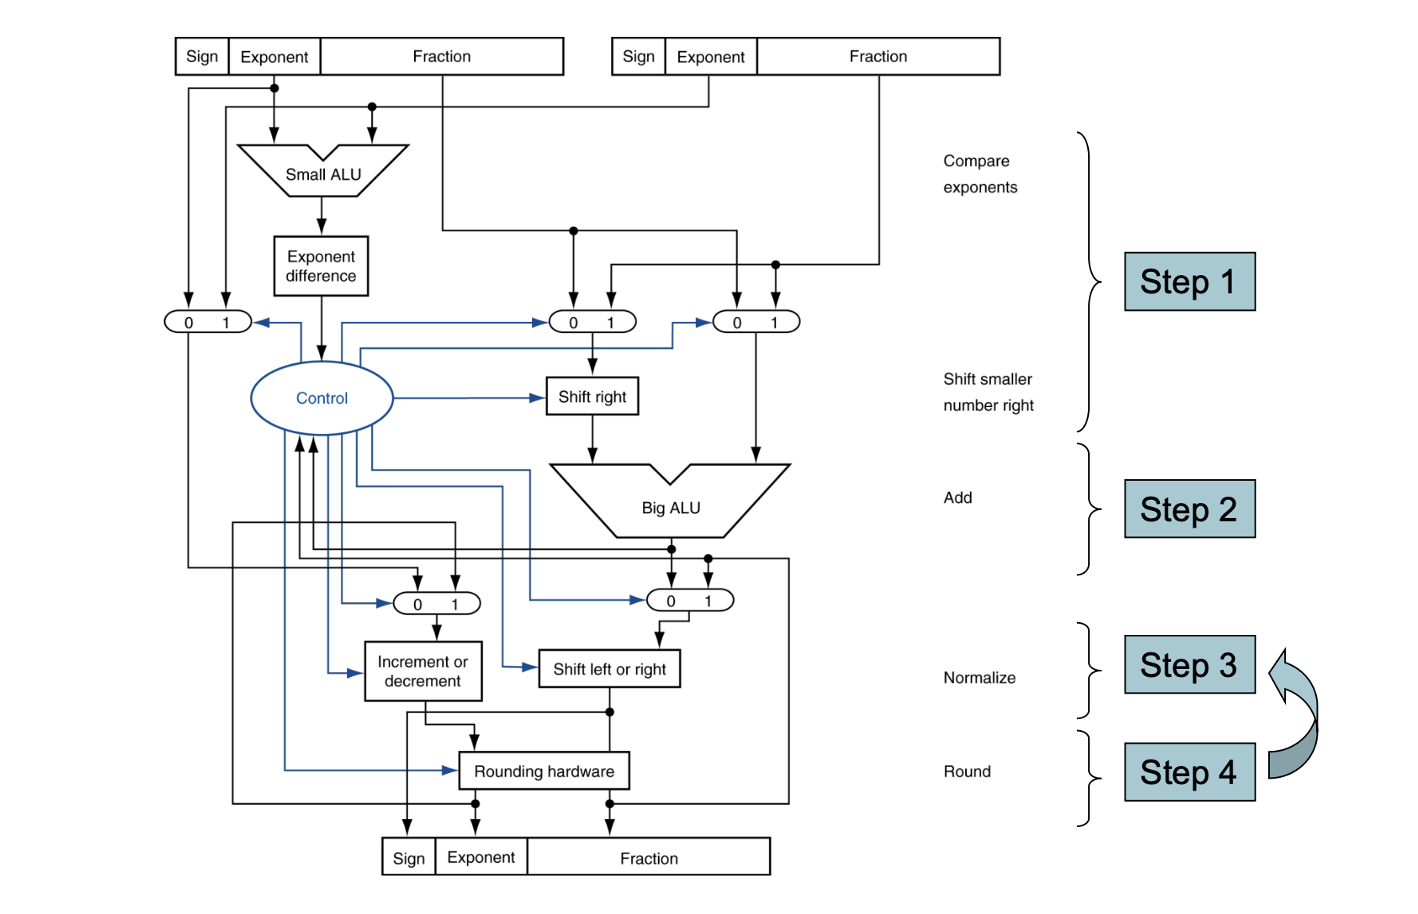 Sign Exponent Fraction
Sign Exponent Fraction
Compare
exponents
Small ALU
Exponent
difference
Step 1
0 1
0 1
0 1
Control
Shift right
Shift smaller
number right
Add
Big ALU
Step 2
0 1
0 1
Increment or
decrement
Shift left or right
Normalize
Step 3
Rounding hardware
Round
Step 4
Sign Exponent Fraction